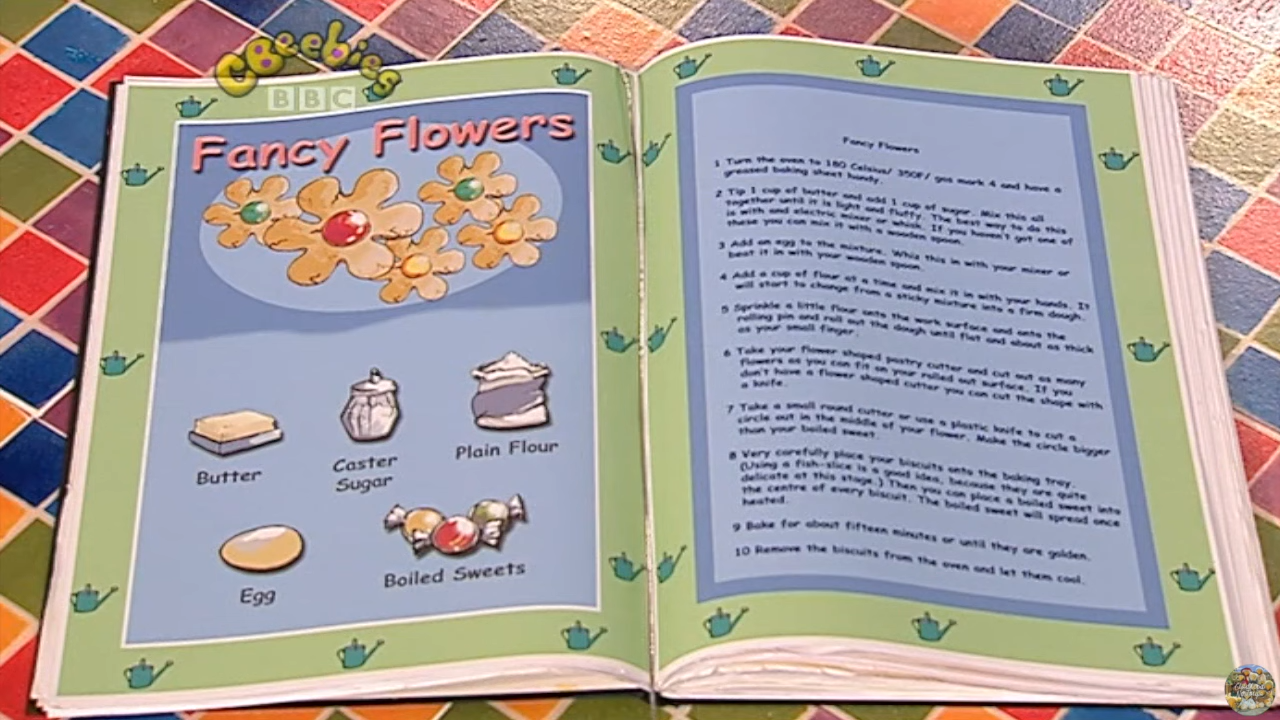 CBeebies
BBC
Fancy Flowers
Butter
Caster
Sugar
Plain Flour
Egg
Boiled Sweets
Fancy Flowers
1 Turn the oven to 180 Celsius/ 350F/ gas mark 4 and have a
greased baking sheet handy.
2 Tip 1 cup of butter and add 1 cup of sugar. Mix this all
together until it is light and fluffy. The best way to do this
is with and electric mixer or whisk. If you haven't got one of
these you can mix it with a wooden spoon.
3 Add an egg to the mixture. Whizz this in with your mixer or
beat it in with your wooden spoon.
4 Add a cup of flour at a time and mix it in with your hands. It
will start to change from a sticky mixture into a firm dough.
5 Sprinkle a little flour onto the work surface and onto the
rolling pin and roll out the dough until flat and about as thick
as your small finger.
6 Take your flower shaped pastry cutter and cut out as many
flowers as you can fit on your rolled out surface. If you
don't have a flower shaped cutter you can cut the shape with
a knife.
7 Take a small round cutter or use a plastic knife to cut a
circle out in the middle of your flower. Make the circle bigger
than your boiled sweet.
8 Very carefully place your biscuits onto the baking tray.
(Using a fish-slice is a good idea, because they are quite
delicate at this stage.) Then you can place a boiled sweet into
the centre of every biscuit. The boiled sweet will spread once
heated.
9 Bake for about fifteen minutes or until they are golden.
10 Remove the biscuits from the oven and let them cool.